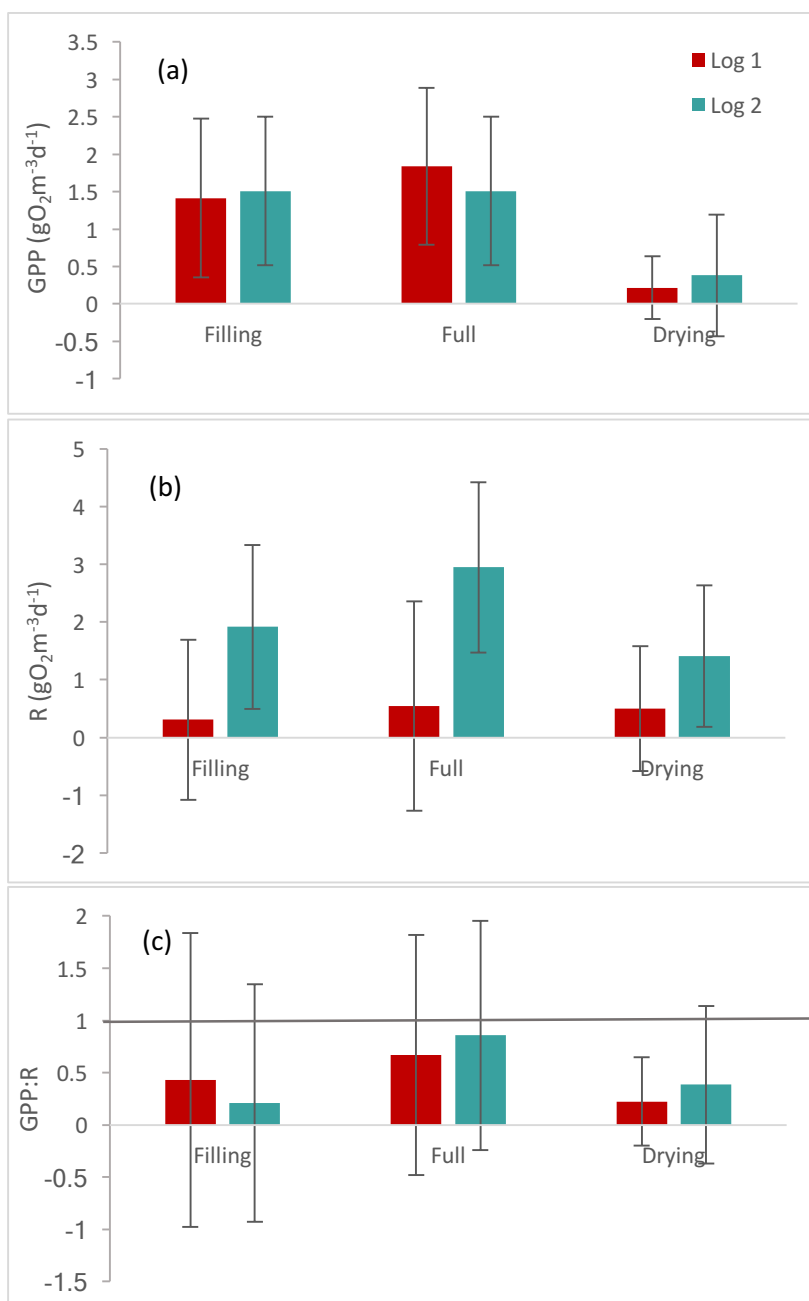 (a)
Log 1
Log 2
GPP (gO₂m⁻³d⁻¹)
3.5
3
2.5
2
1.5
1
0.5
0
-0.5
-1
Filling Full Drying
(b)
R (gO₂m⁻³d⁻¹)
5
4
3
2
1
0
-1
-2
Filling Full Drying
(c)
GPP:R
2
1.5
1
0.5
0
-0.5
-1
-1.5
Filling Full Drying